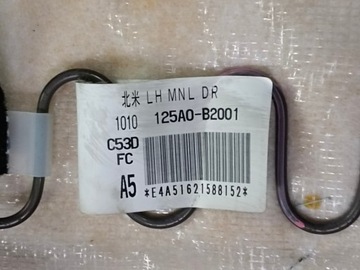 北米 LH MNL DR
1010 125A0-B2001
C53D
FC
A5
*E4A51621588152*